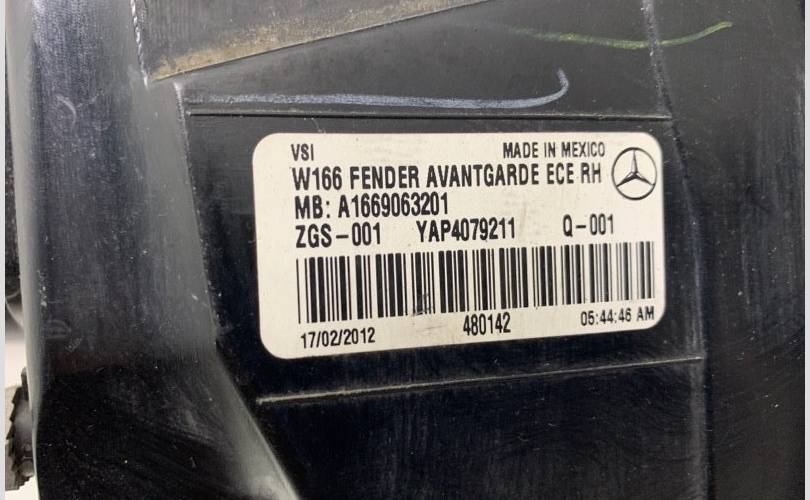 VSI MADE IN MEXICO
W166 FENDER AVANTGARDE ECE RH
MB: A1669063201
ZGS-001 YAP4079211 Q-001
17/02/2012 480142 05:44:46 AM